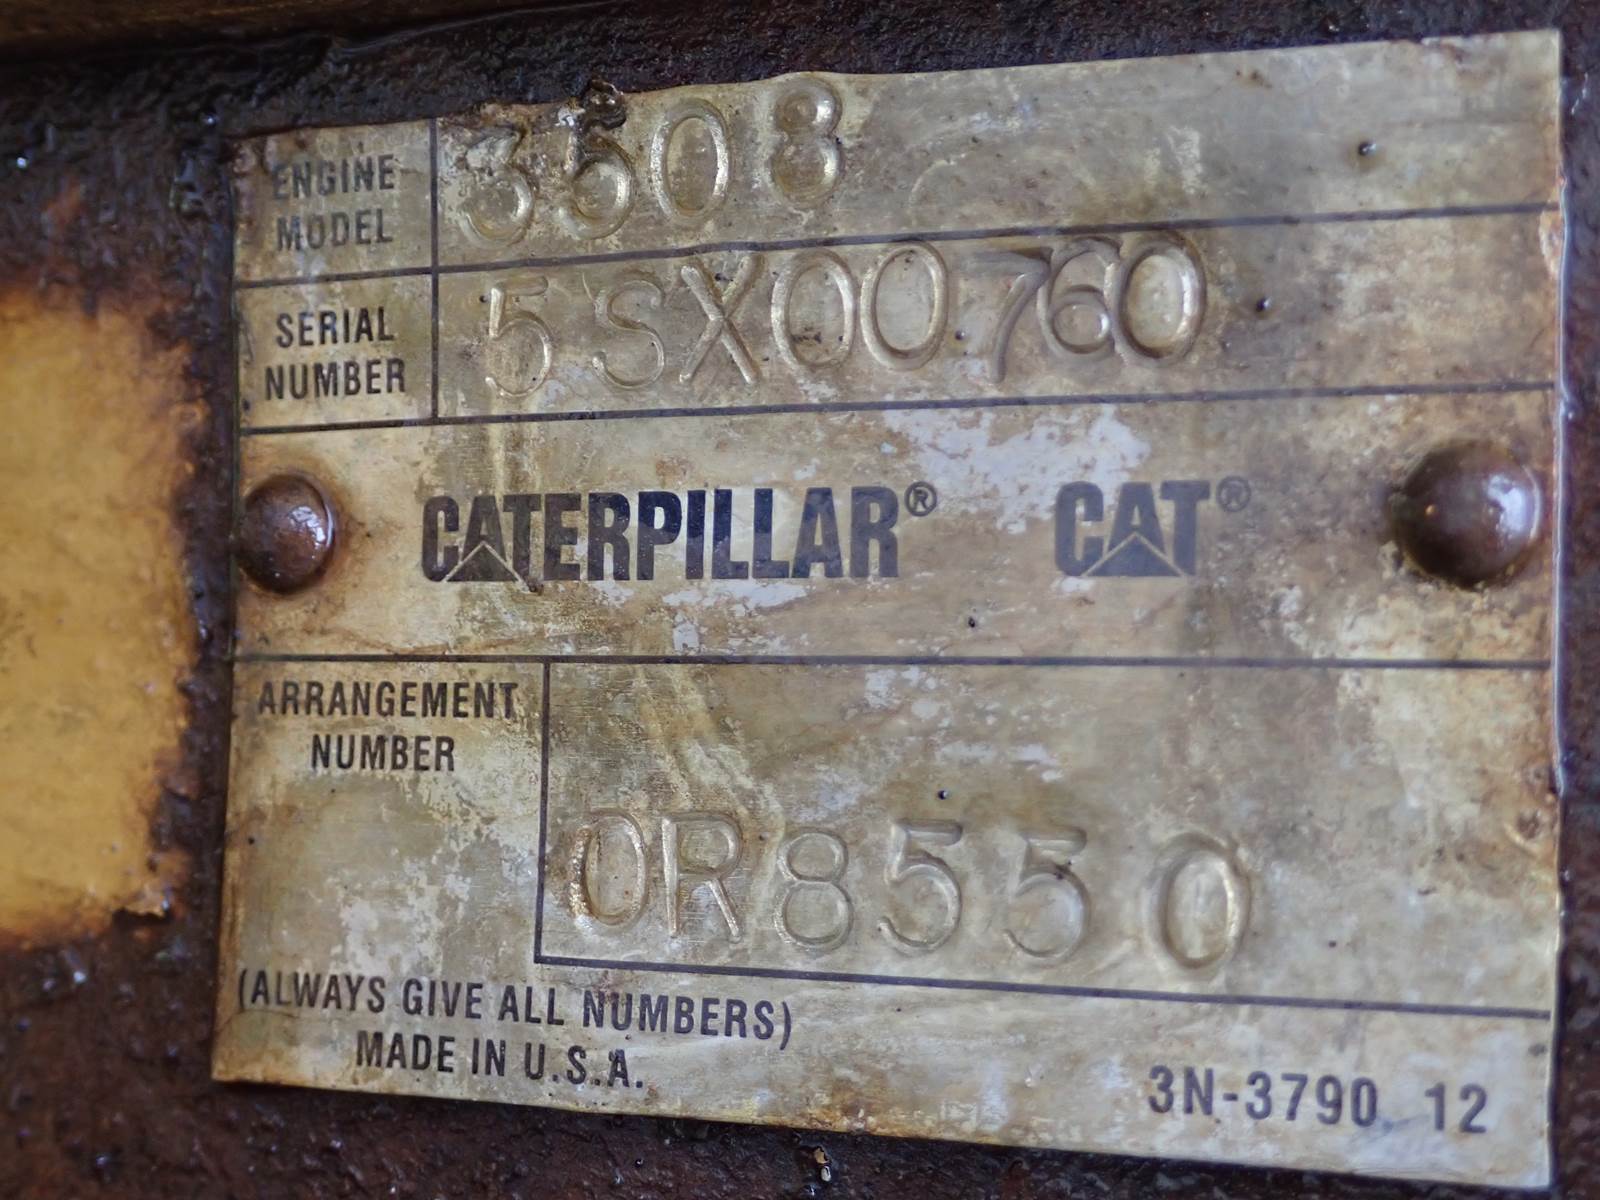 ENGINE MODEL 3508
SERIAL NUMBER 5SX00760
CATERPILLAR® CAT®
ARRANGEMENT
NUMBER
0R8550
(ALWAYS GIVE ALL NUMBERS)
MADE IN U.S.A.
3N-3790 12